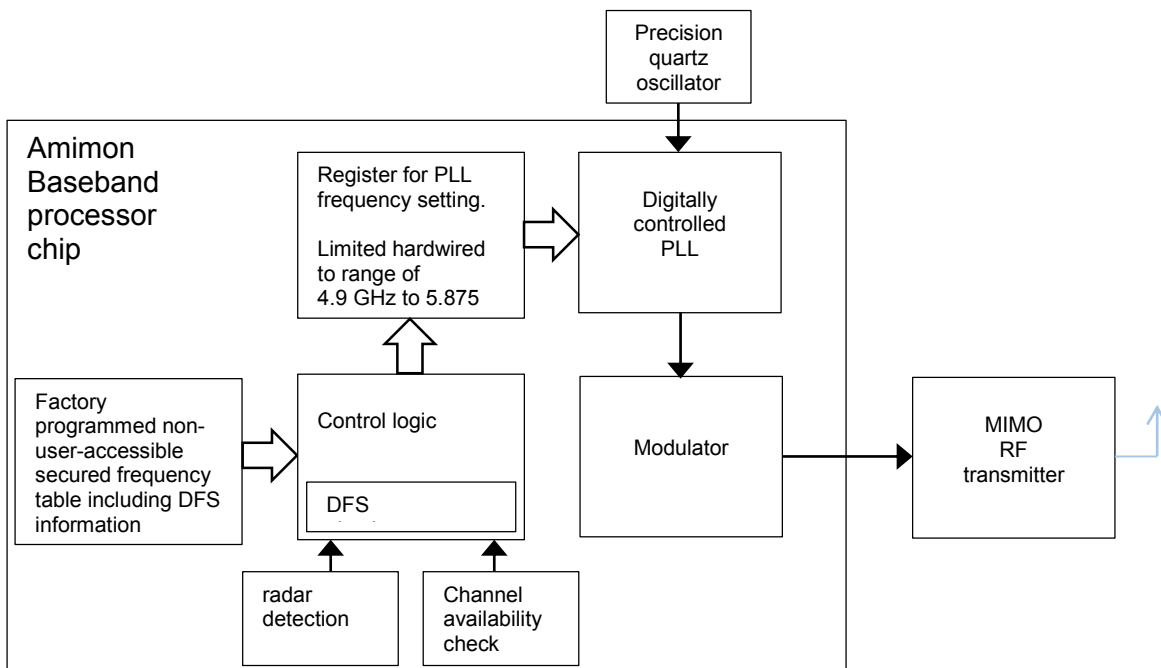 Precision
quartz
oscillator
Amimon
Baseband
processor
chip
Register for PLL
frequency setting.
Limited hardwired
to range of
4.9 GHz to 5.875
Digitally
controlled
PLL
Factory
programmed non-
user-accessible
secured frequency
table including DFS
information
Control logic
DFS
Modulator
MIMO
RF
transmitter
radar
detection
Channel
availability
check